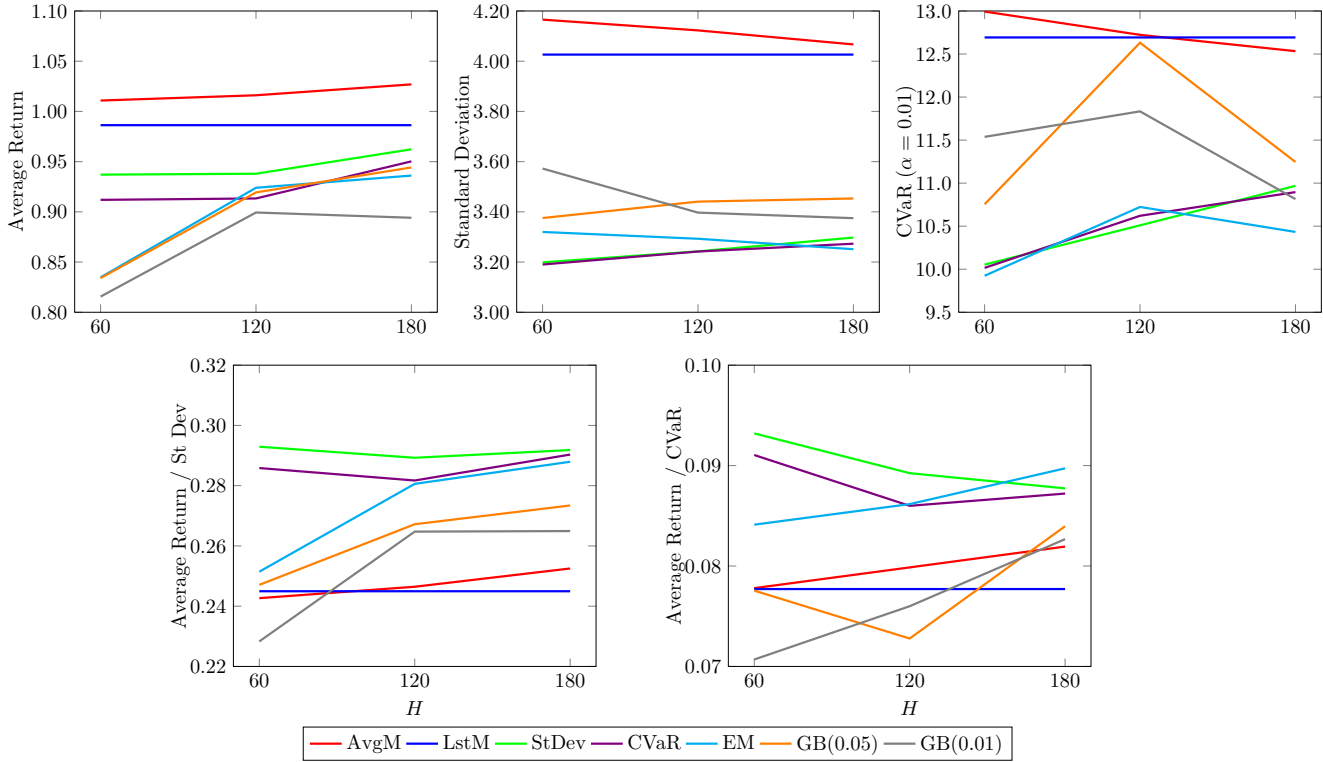 Average Return
1.10
1.05
1.00
0.95
0.90
0.85
0.80
60 120 180
Standard Deviation
4.20
4.00
3.80
3.60
3.40
3.20
3.00
60 120 180
CVaR (α = 0.01)
13.0
12.5
12.0
11.5
11.0
10.5
10.0
9.5
60 120 180
Average Return / St Dev
0.32
0.30
0.28
0.26
0.24
0.22
60 120 180
H
Average Return / CVaR
0.10
0.09
0.08
0.07
60 120 180
H
AvgM LstM StDev CVaR EM GB(0.05) GB(0.01)